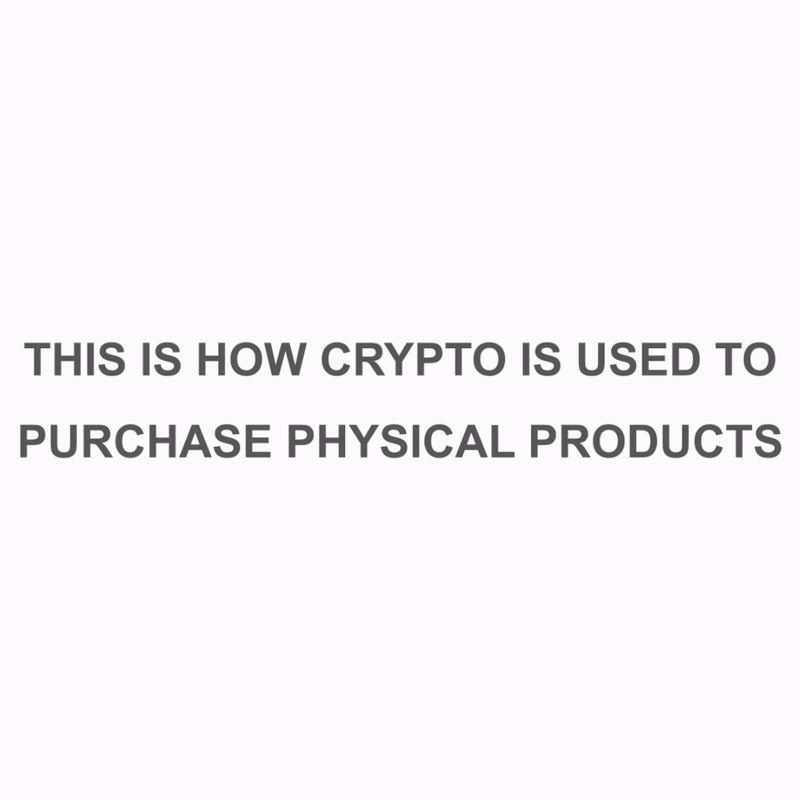 THIS IS HOW CRYPTO IS USED TO
PURCHASE PHYSICAL PRODUCTS